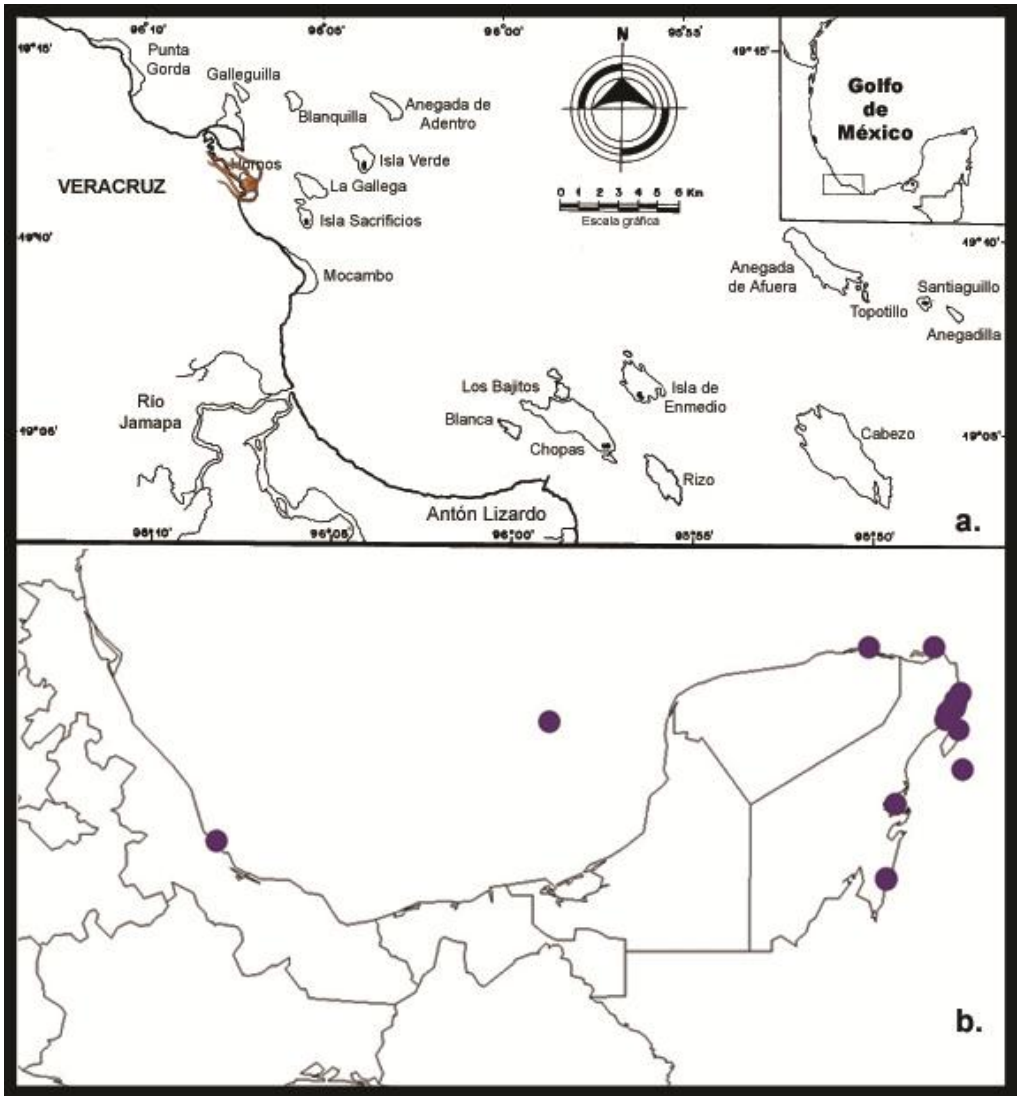 96°10'
96°05'
96°00'
95°55'
19°15'
Punta
Gorda
Galleguilla
Blanquilla
Anegada de
Adentro
N
19°15'
Golfo
de
México
Hornos
Isla Verde
VERACRUZ
La Gallega
Isla Sacrificios
0 1 2 3 4 5 6 Km
Escala gráfica
19°10'
19°10'
Mocambo
Anegada
de Afuera
Topotillo
Santiaguillo
Anegadilla
Río
Jamapa
Los Bajitos
Isla de
Enmedio
Blanca
Chopas
Rizo
Cabezo
19°05'
19°05'
Antón Lizardo
a.
96°10'
96°05'
96°00'
95°55'
95°50'
b.